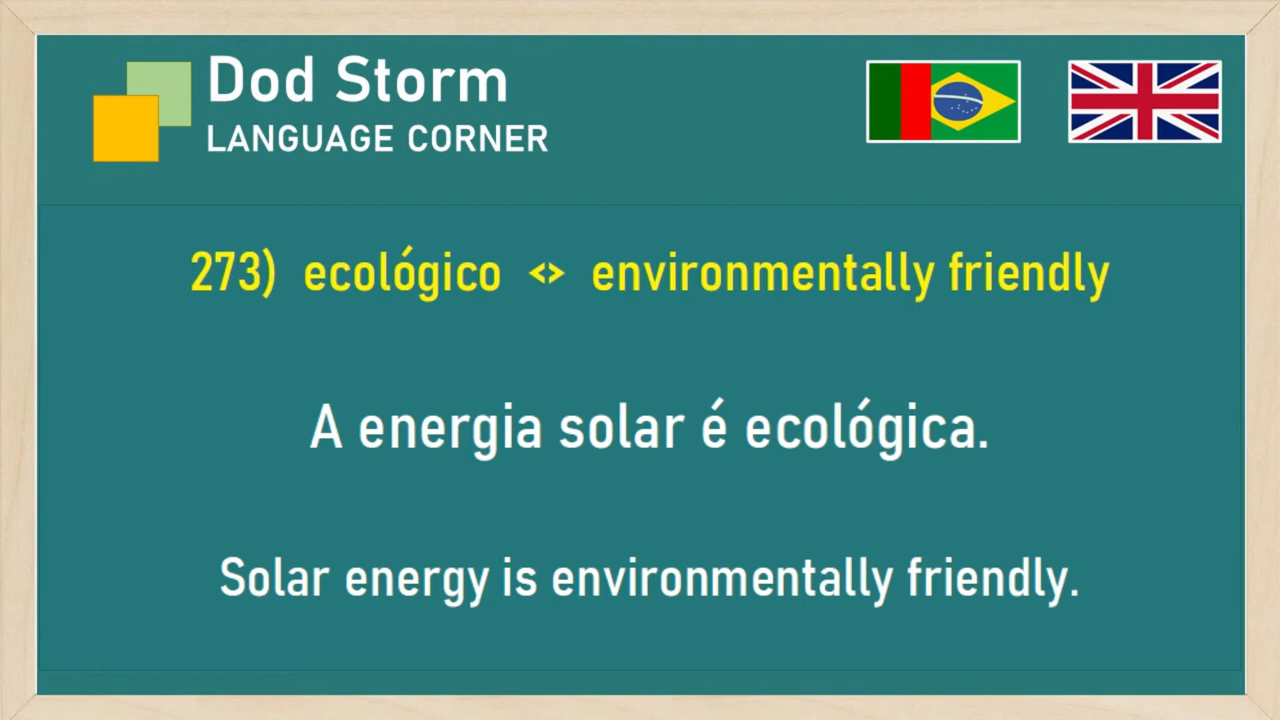 Dod Storm
LANGUAGE CORNER
273) ecológico <> environmentally friendly
A energia solar é ecológica.
Solar energy is environmentally friendly.